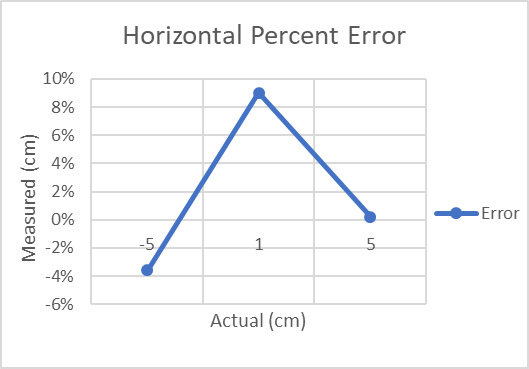 Horizontal Percent Error
10%
8%
6%
4%
2%
0%
-2%
-4%
-6%
Measured (cm)
-5 1 5
Actual (cm)
Error